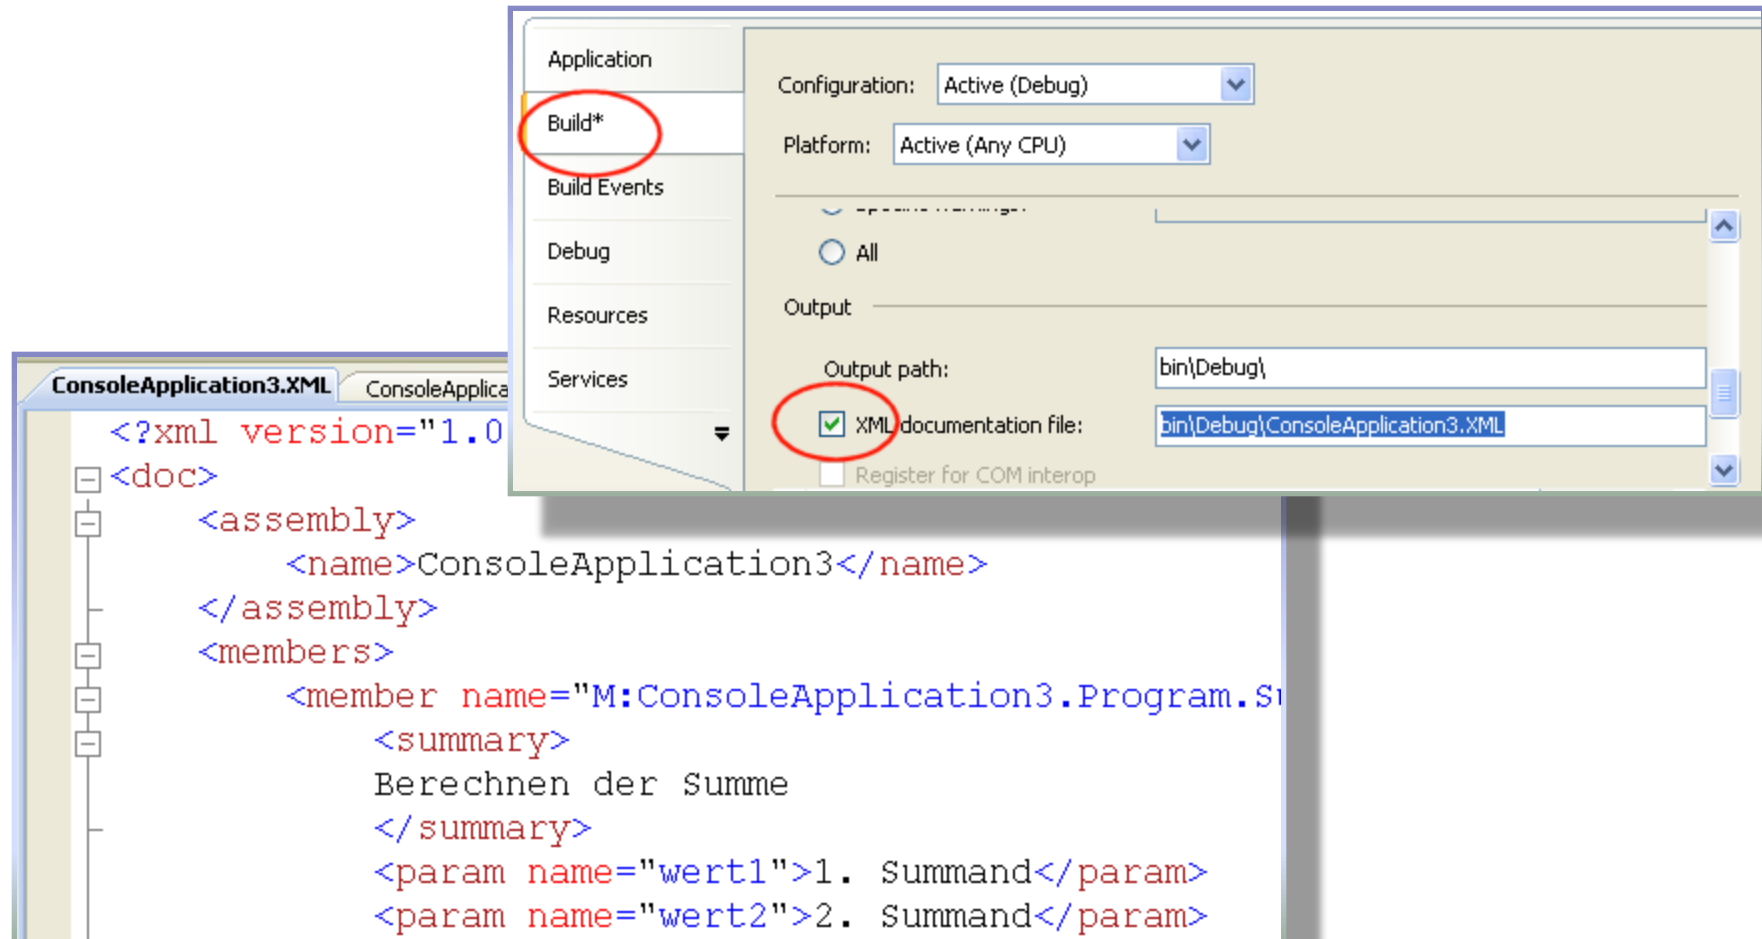 Application
Build*
Build Events
Debug
Resources
Services
Configuration: Active (Debug)
Platform: Active (Any CPU)
All
Output
Output path: bin\Debug\
XML documentation file: bin\Debug\ConsoleApplication3.XML
Register for COM interop
ConsoleApplication3.XML
<?xml version="1.0
<doc>
<assembly>
<name>ConsoleApplication3</name>
</assembly>
<members>
<member name="M:ConsoleApplication3.Program.
<summary>
Berechnen der Summe
</summary>
<param name="wert1">1. Summand</param>
<param name="wert2">2. Summand</param>